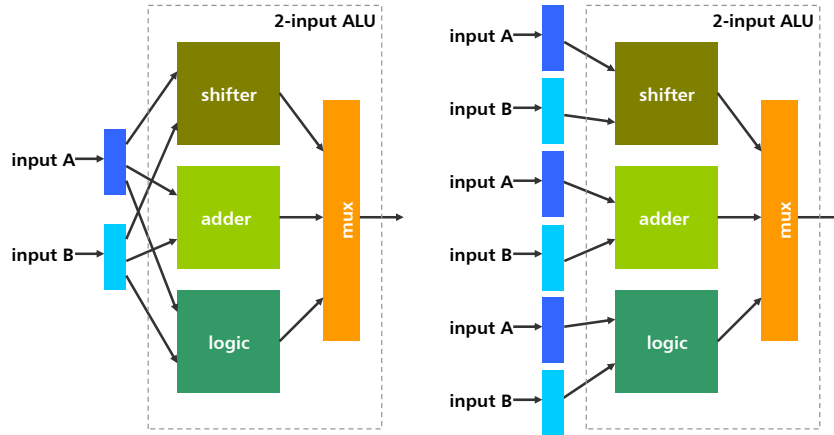 2-input ALU
shifter
input A
adder
mux
input B
logic
2-input ALU
input A
shifter
input B
input A
adder
mux
input B
input A
logic
input B